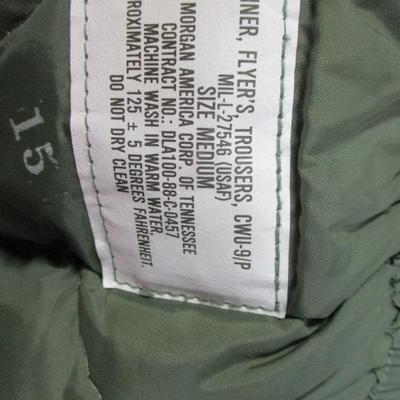 INER, FLYER'S, TROUSERS, CWU-9/P
MIL-L-27546 (USAF)
SIZE MEDIUM
MORGAN AMERICA CORP OF TENNESSEE
CONTRACT NO.: DLA100-88-C-0457
MACHINE WASH IN WARM WATER,
ROXIMATELY 125 ± 5 DEGREES FAHRENHEIT.
DO NOT DRY CLEAN
15